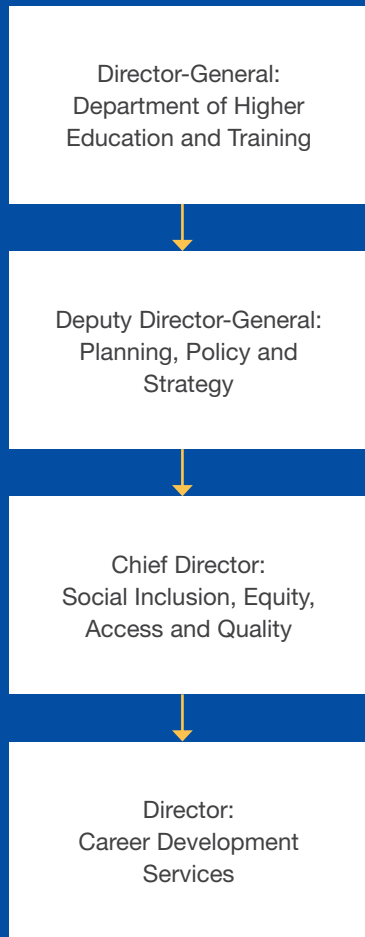 Director-General:
Department of Higher
Education and Training
Deputy Director-General:
Planning, Policy and
Strategy
Chief Director:
Social Inclusion, Equity,
Access and Quality
Director:
Career Development
Services